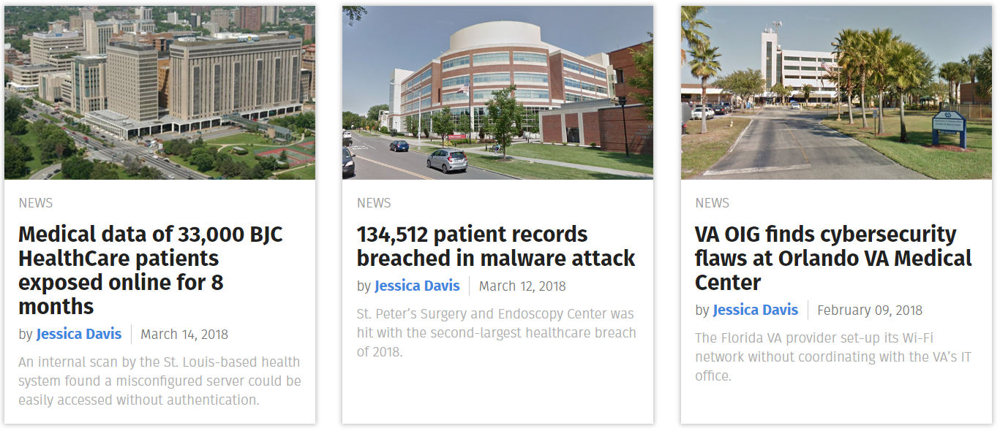 NEWS
Medical data of 33,000 BJC
HealthCare patients
exposed online for 8
months
by Jessica Davis | March 14, 2018
An internal scan by the St. Louis-based health
system found a misconfigured server could be
easily accessed without authentication.
NEWS
134,512 patient records
breached in malware attack
by Jessica Davis | March 12, 2018
St. Peter’s Surgery and Endoscopy Center was
hit with the second-largest healthcare breach
of 2018.
NEWS
VA OIG finds cybersecurity
flaws at Orlando VA Medical
Center
by Jessica Davis | February 09, 2018
The Florida VA provider set-up its Wi-Fi
network without coordinating with the VA’s IT
office.